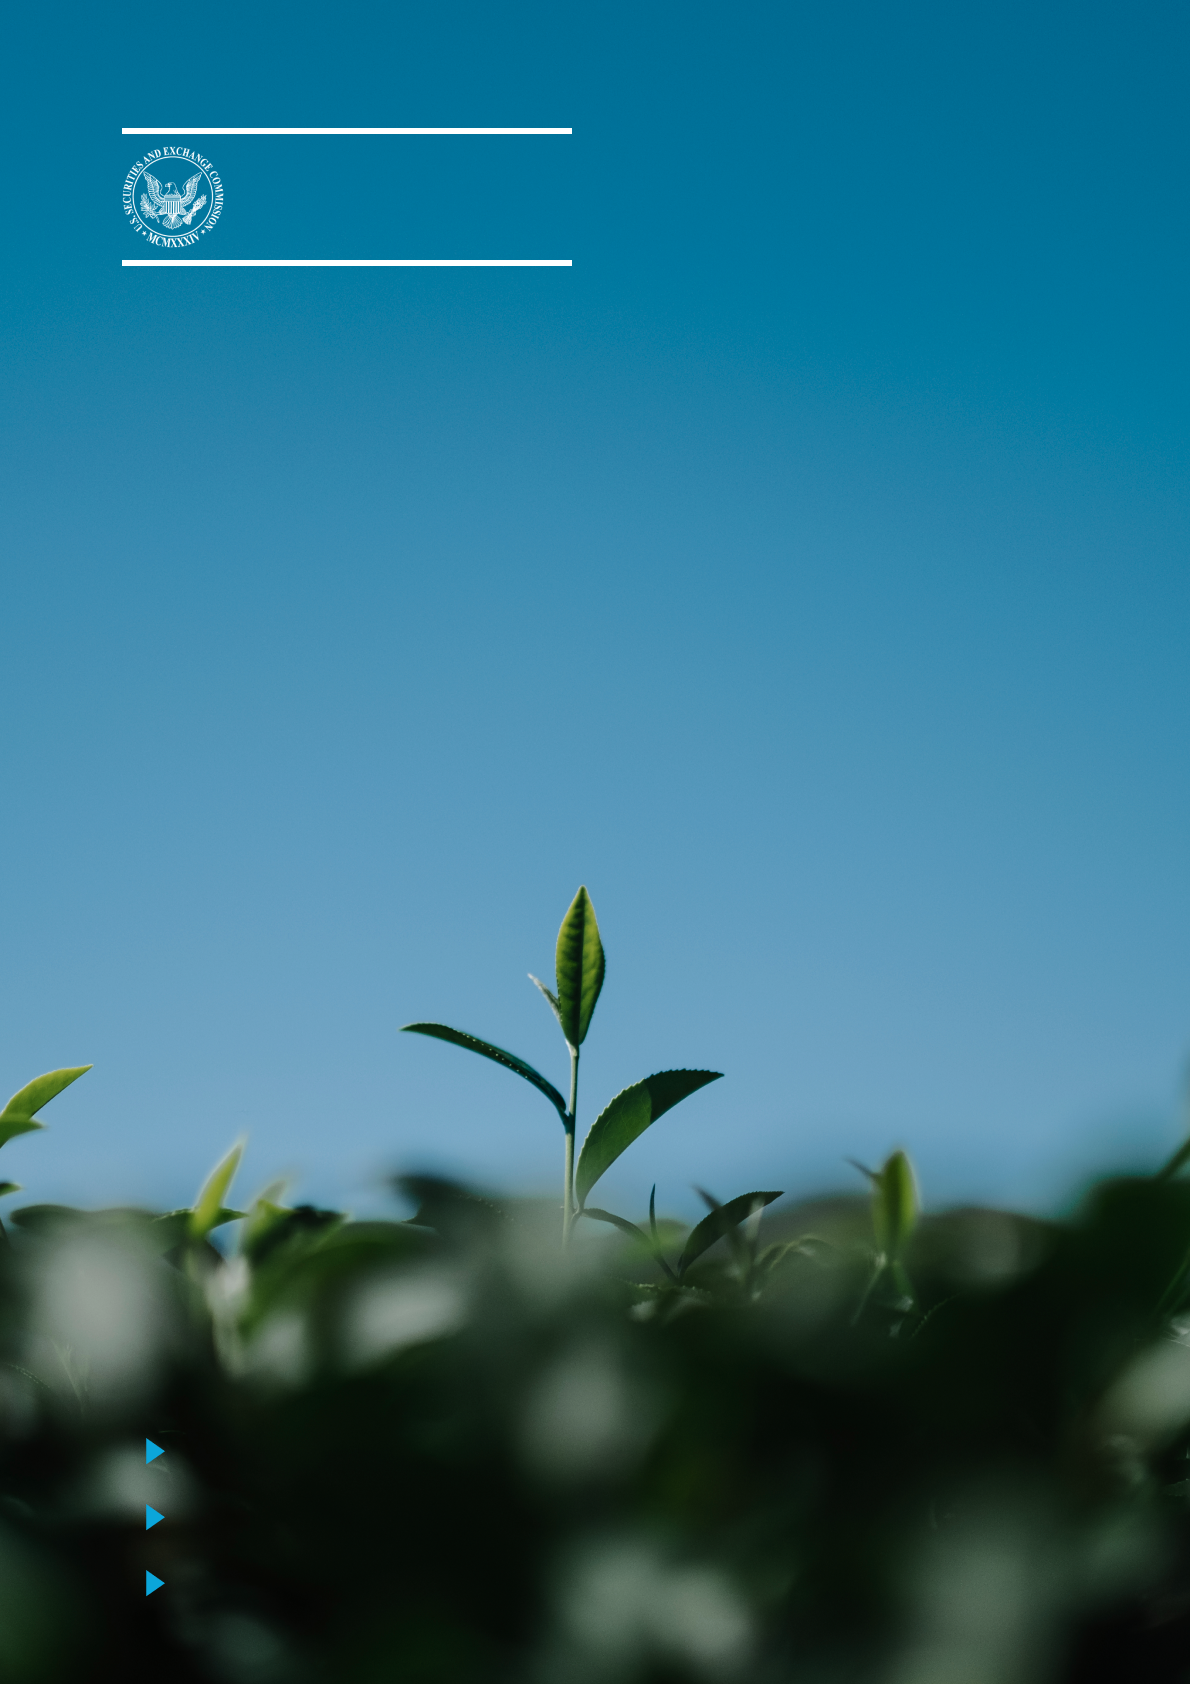 U.S. SECURITIES AND EXCHANGE COMMISSION
★ MCMXXXIV ★